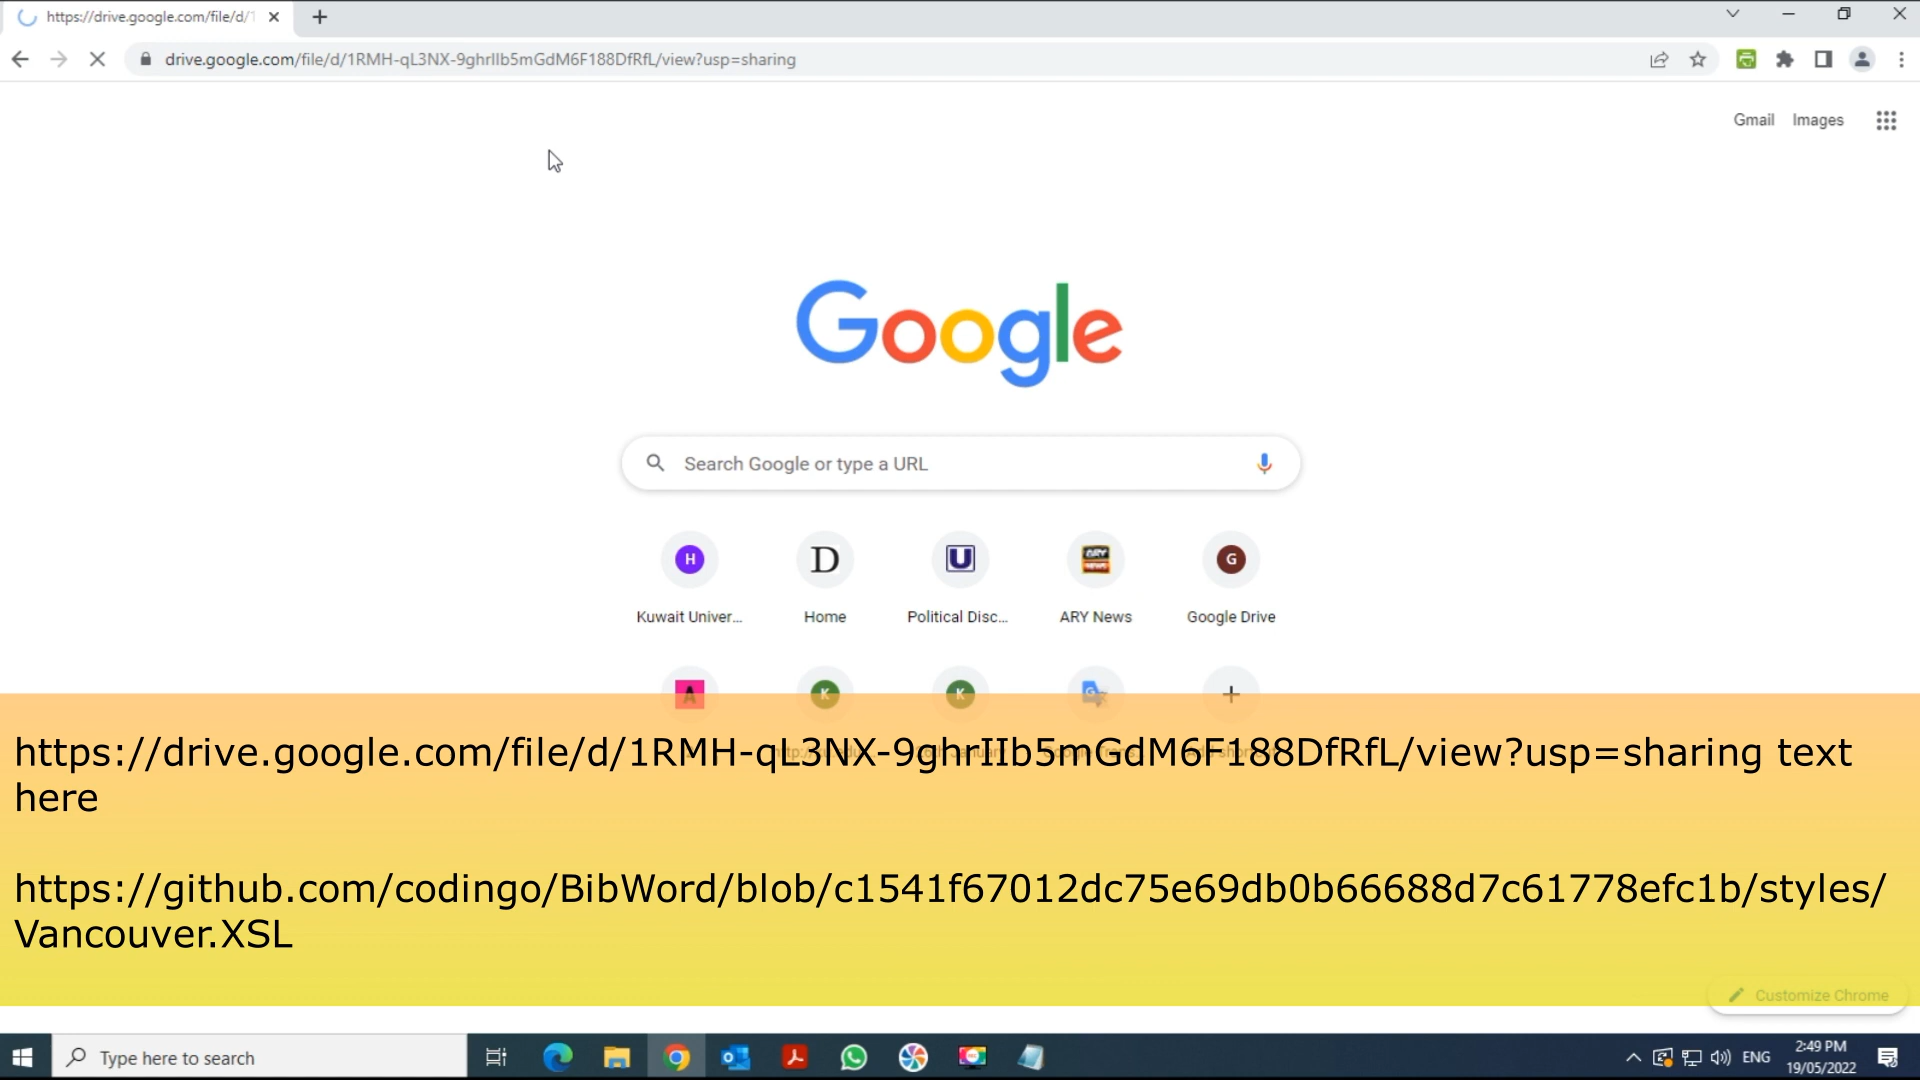 https://drive.google.com/file/d/1
drive.google.com/file/d/1RMH-qL3NX-9ghrIIb5mGdM6F188DfRfL/view?usp=sharing
Gmail Images
Google
Search Google or type a URL
H D U ARY NEWS G
Kuwait Univer... Home Political Disc... ARY News Google Drive
A K K G
https://drive.google.com/file/d/1RMH-qL3NX-9ghrIIb5mGdM6F188DfRfL/view?usp=sharing text
here
https://github.com/codingo/BibWord/blob/c1541f67012dc75e69db0b66688d7c61778efc1b/styles/
Vancouver.XSL
Customize Chrome
Type here to search
ENG
2:49 PM
19/05/2022